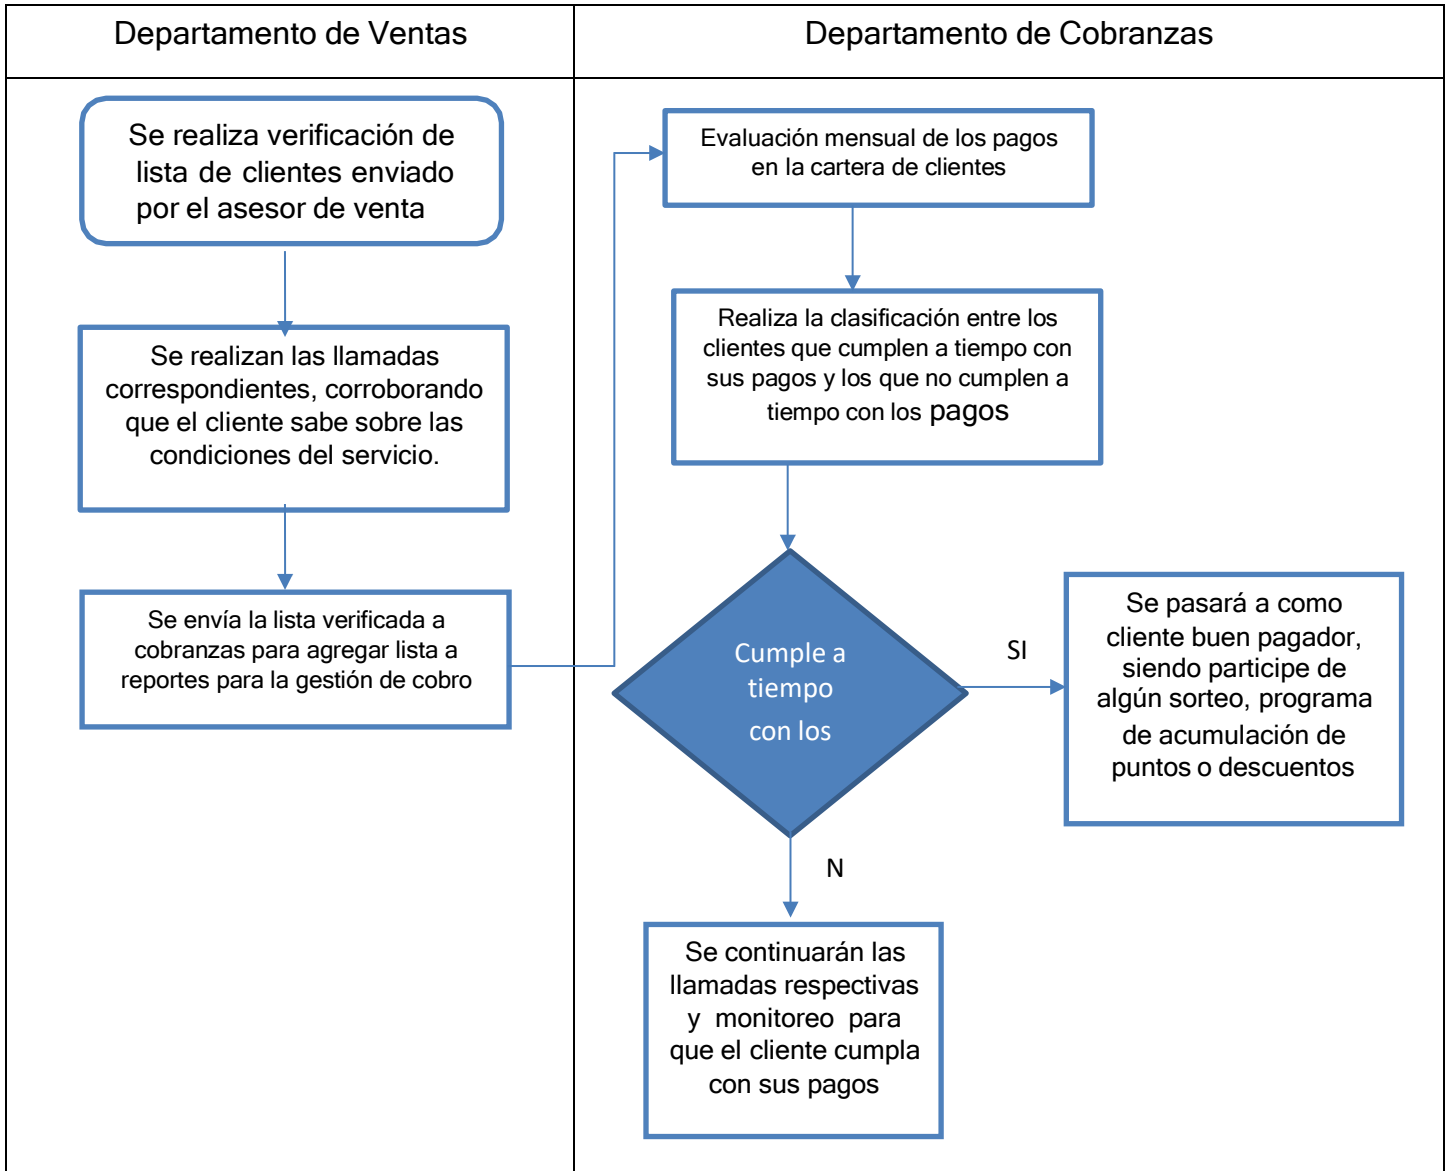 Departamento de Ventas
Departamento de Cobranzas
Se realiza verificación de
lista de clientes enviado
por el asesor de venta
Se realizan las llamadas
correspondientes, corroborando
que el cliente sabe sobre las
condiciones del servicio.
Se envía la lista verificada a
cobranzas para agregar lista a
reportes para la gestión de cobro
Evaluación mensual de los pagos
en la cartera de clientes
Realiza la clasificación entre los
clientes que cumplen a tiempo con
sus pagos y los que no cumplen a
tiempo con los pagos
Cumple a
tiempo
con los
SI
Se pasará a como
cliente buen pagador,
siendo participe de
algún sorteo, programa
de acumulación de
puntos o descuentos
N
Se continuarán las
llamadas respectivas
y monitoreo para
que el cliente cumpla
con sus pagos